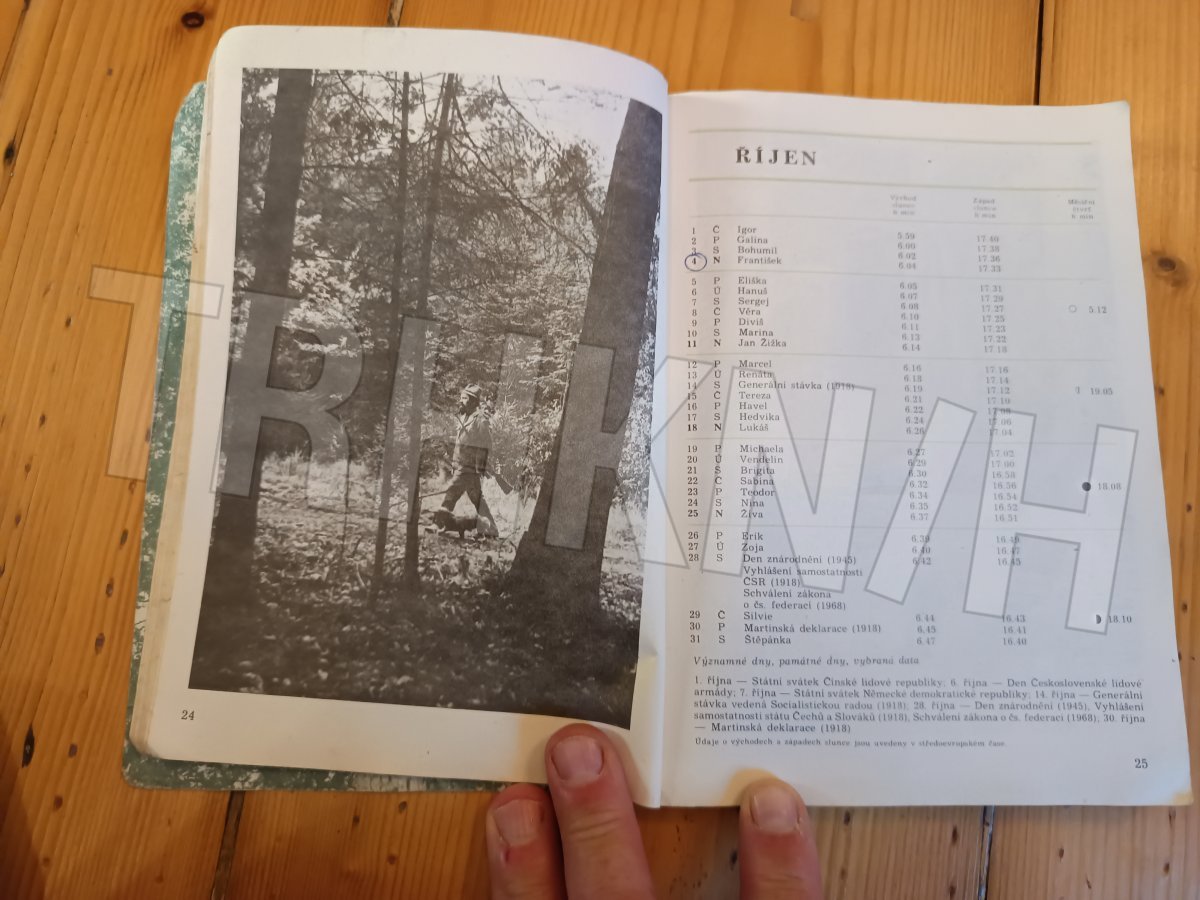 ŘÍJEN
Východ slunce h min Západ slunce h min Měsíční čtvrť h min
1 Č Igor 5.59 17.40
2 P Galina 6.00 17.38
3 S Bohumil 6.02 17.36
4 N František 6.04 17.33
5 P Eliška 6.05 17.31
6 Ú Hanuš 6.07 17.29
7 S Sergej 6.08 17.27 5.12
8 Č Věra 6.10 17.25
9 P Diviš 6.11 17.23
10 S Marina 6.13 17.22
11 N Jan Žižka 6.14 17.18
12 P Marcel 6.16 17.16
13 Ú Renáta 6.18 17.14
14 S Generální stávka (1918) 6.19 17.12 19.05
15 Č Tereza 6.21 17.10
16 P Havel 6.22 17.08
17 S Hedvika 6.24 17.06
18 N Lukáš 6.26 17.04
19 P Michaela 6.27 17.02
20 Ú Vendelín 6.29 17.00
21 S Brigita 6.30 16.58
22 Č Sabina 6.32 16.56 18.08
23 P Teodor 6.34 16.54
24 S Nina 6.35 16.52
25 N Živa 6.37 16.51
26 P Erik 6.39 16.49
27 Ú Zoja 6.40 16.47
28 S Den znárodnění (1945) 6.42 16.45
Vyhlášení samostatnosti
ČSR (1918)
Schválení zákona
o čs. federaci (1968)
29 Č Silvie 6.44 16.43 18.10
30 P Martinská deklarace (1918) 6.45 16.41
31 S Štěpánka 6.47 16.40
Významné dny, památné dny, vybraná data
1. října — Státní svátek Čínské lidové republiky; 6. října — Den Československé lidové
armády; 7. října — Státní svátek Německé demokratické republiky; 14. října — Generální
stávka vedená Socialistickou radou (1918); 28. října — Den znárodnění (1945), Vyhlášení
samostatnosti státu Čechů a Slováků (1918), Schválení zákona o čs. federaci (1968); 30. října
— Martinská deklarace (1918)
Údaje o východech a západech slunce jsou uvedeny v středoevropském čase.
24
25